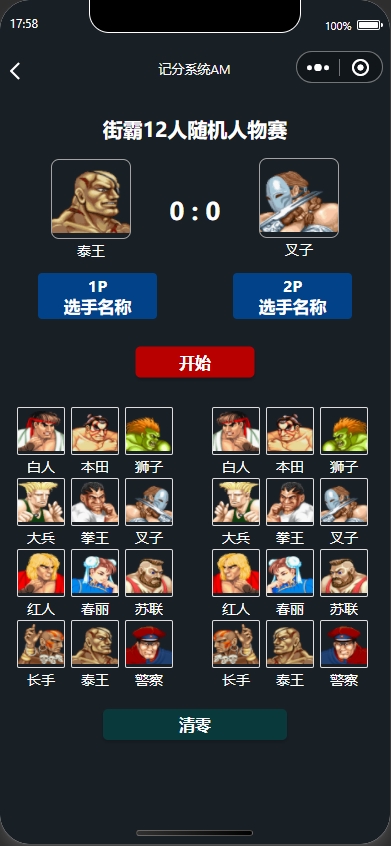 17:58
100%
记分系统AM
街霸12人随机人物赛
0 : 0
泰王
叉子
1P
选手名称
2P
选手名称
开始
白人 本田 狮子 白人 本田 狮子
大兵 拳王 叉子 大兵 拳王 叉子
红人 春丽 苏联 红人 春丽 苏联
长手 泰王 警察 长手 泰王 警察
清零